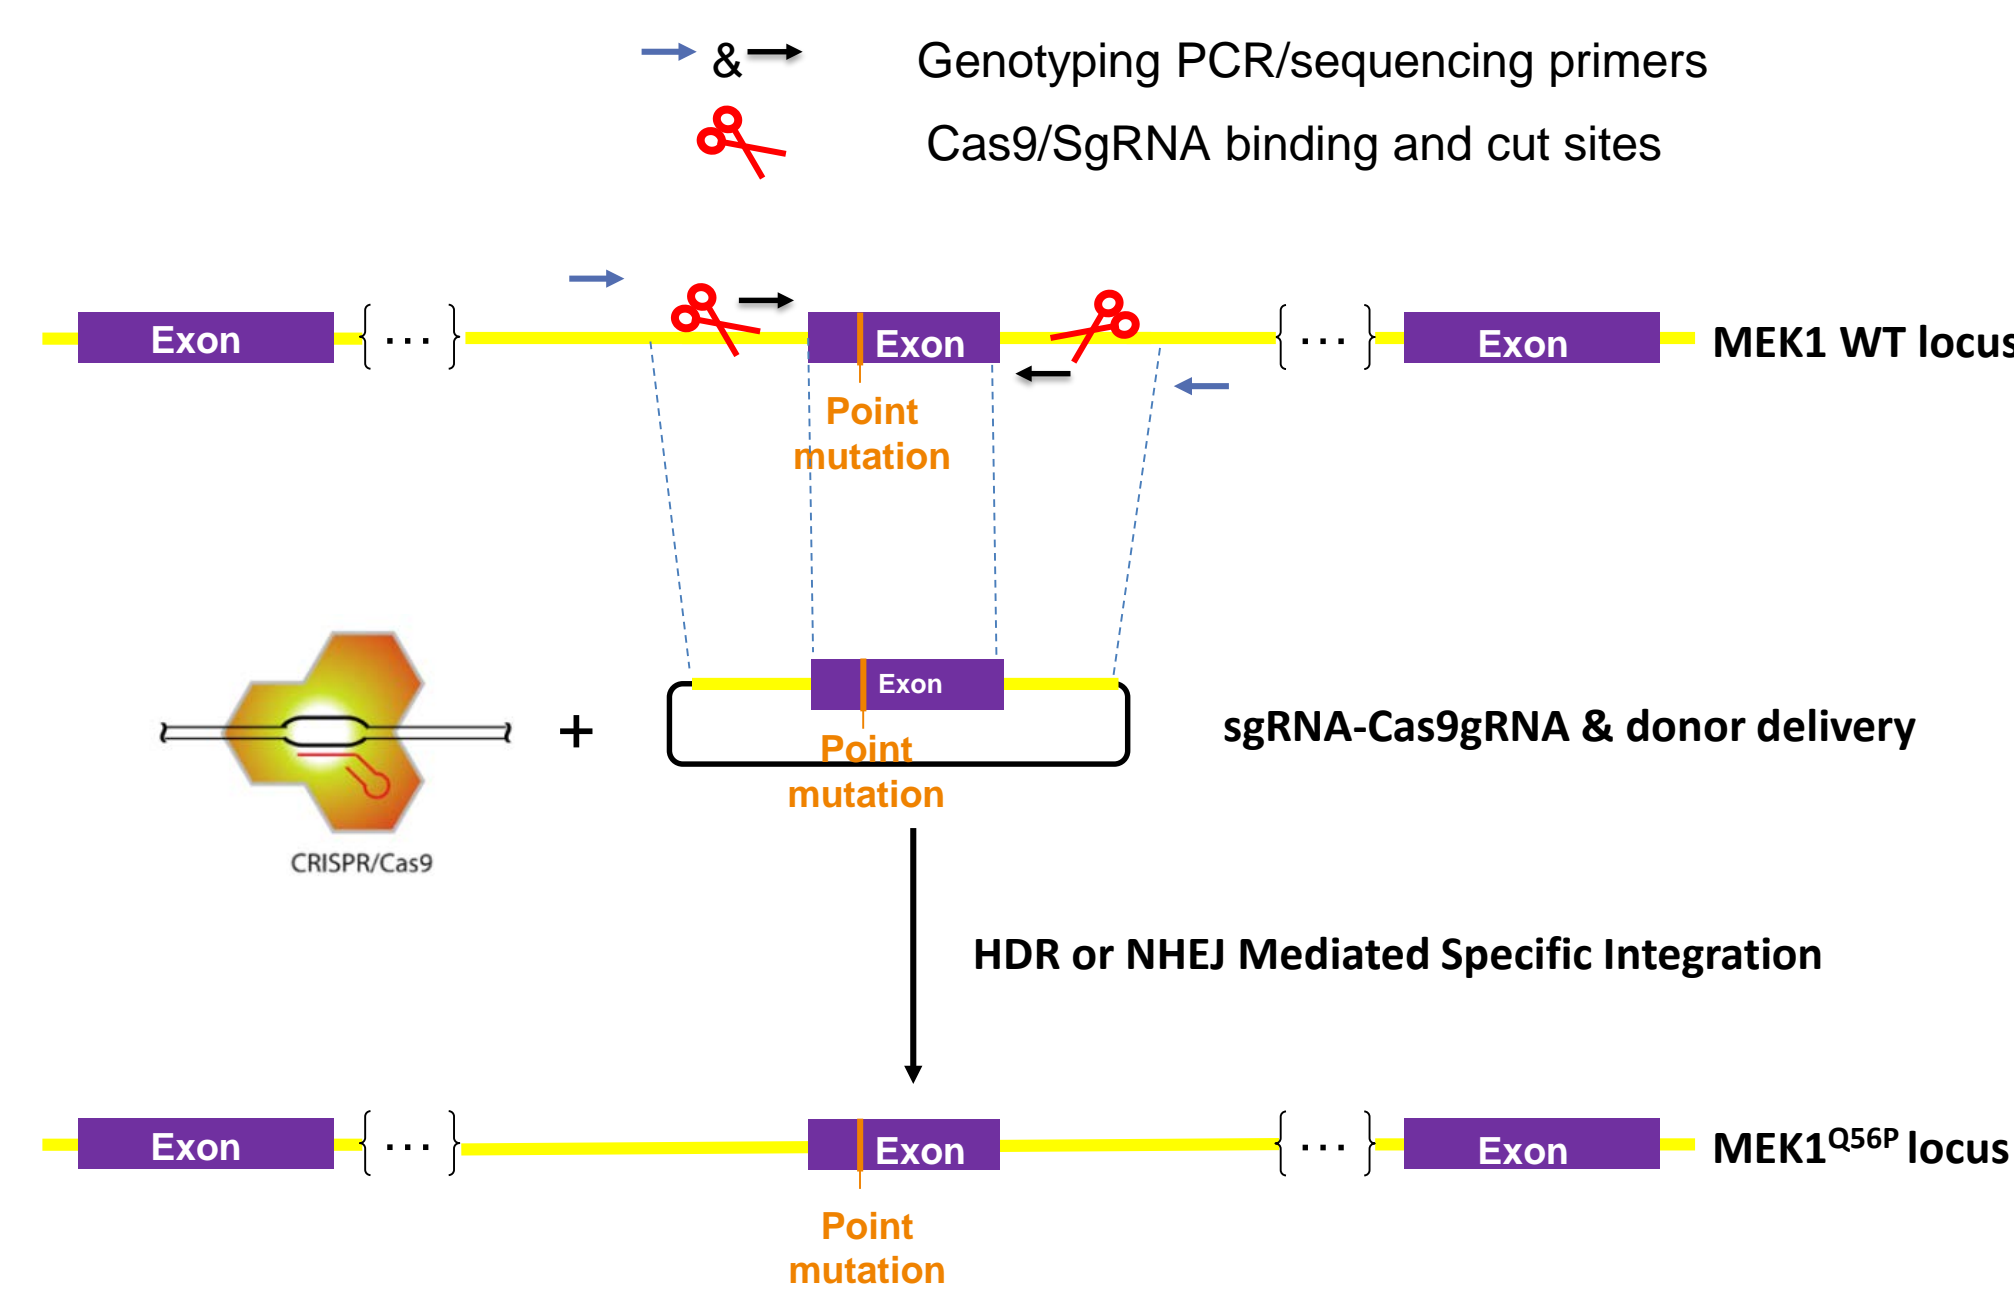 & Genotyping PCR/sequencing primers
Cas9/SgRNA binding and cut sites
Exon { ... } Exon { ... } Exon MEK1 WT locus
Point
mutation
Exon
sgRNA-Cas9gRNA & donor delivery
+
Point
mutation
CRISPR/Cas9
HDR or NHEJ Mediated Specific Integration
Exon { ... } Exon { ... } Exon MEK1Q56P locus
Point
mutation